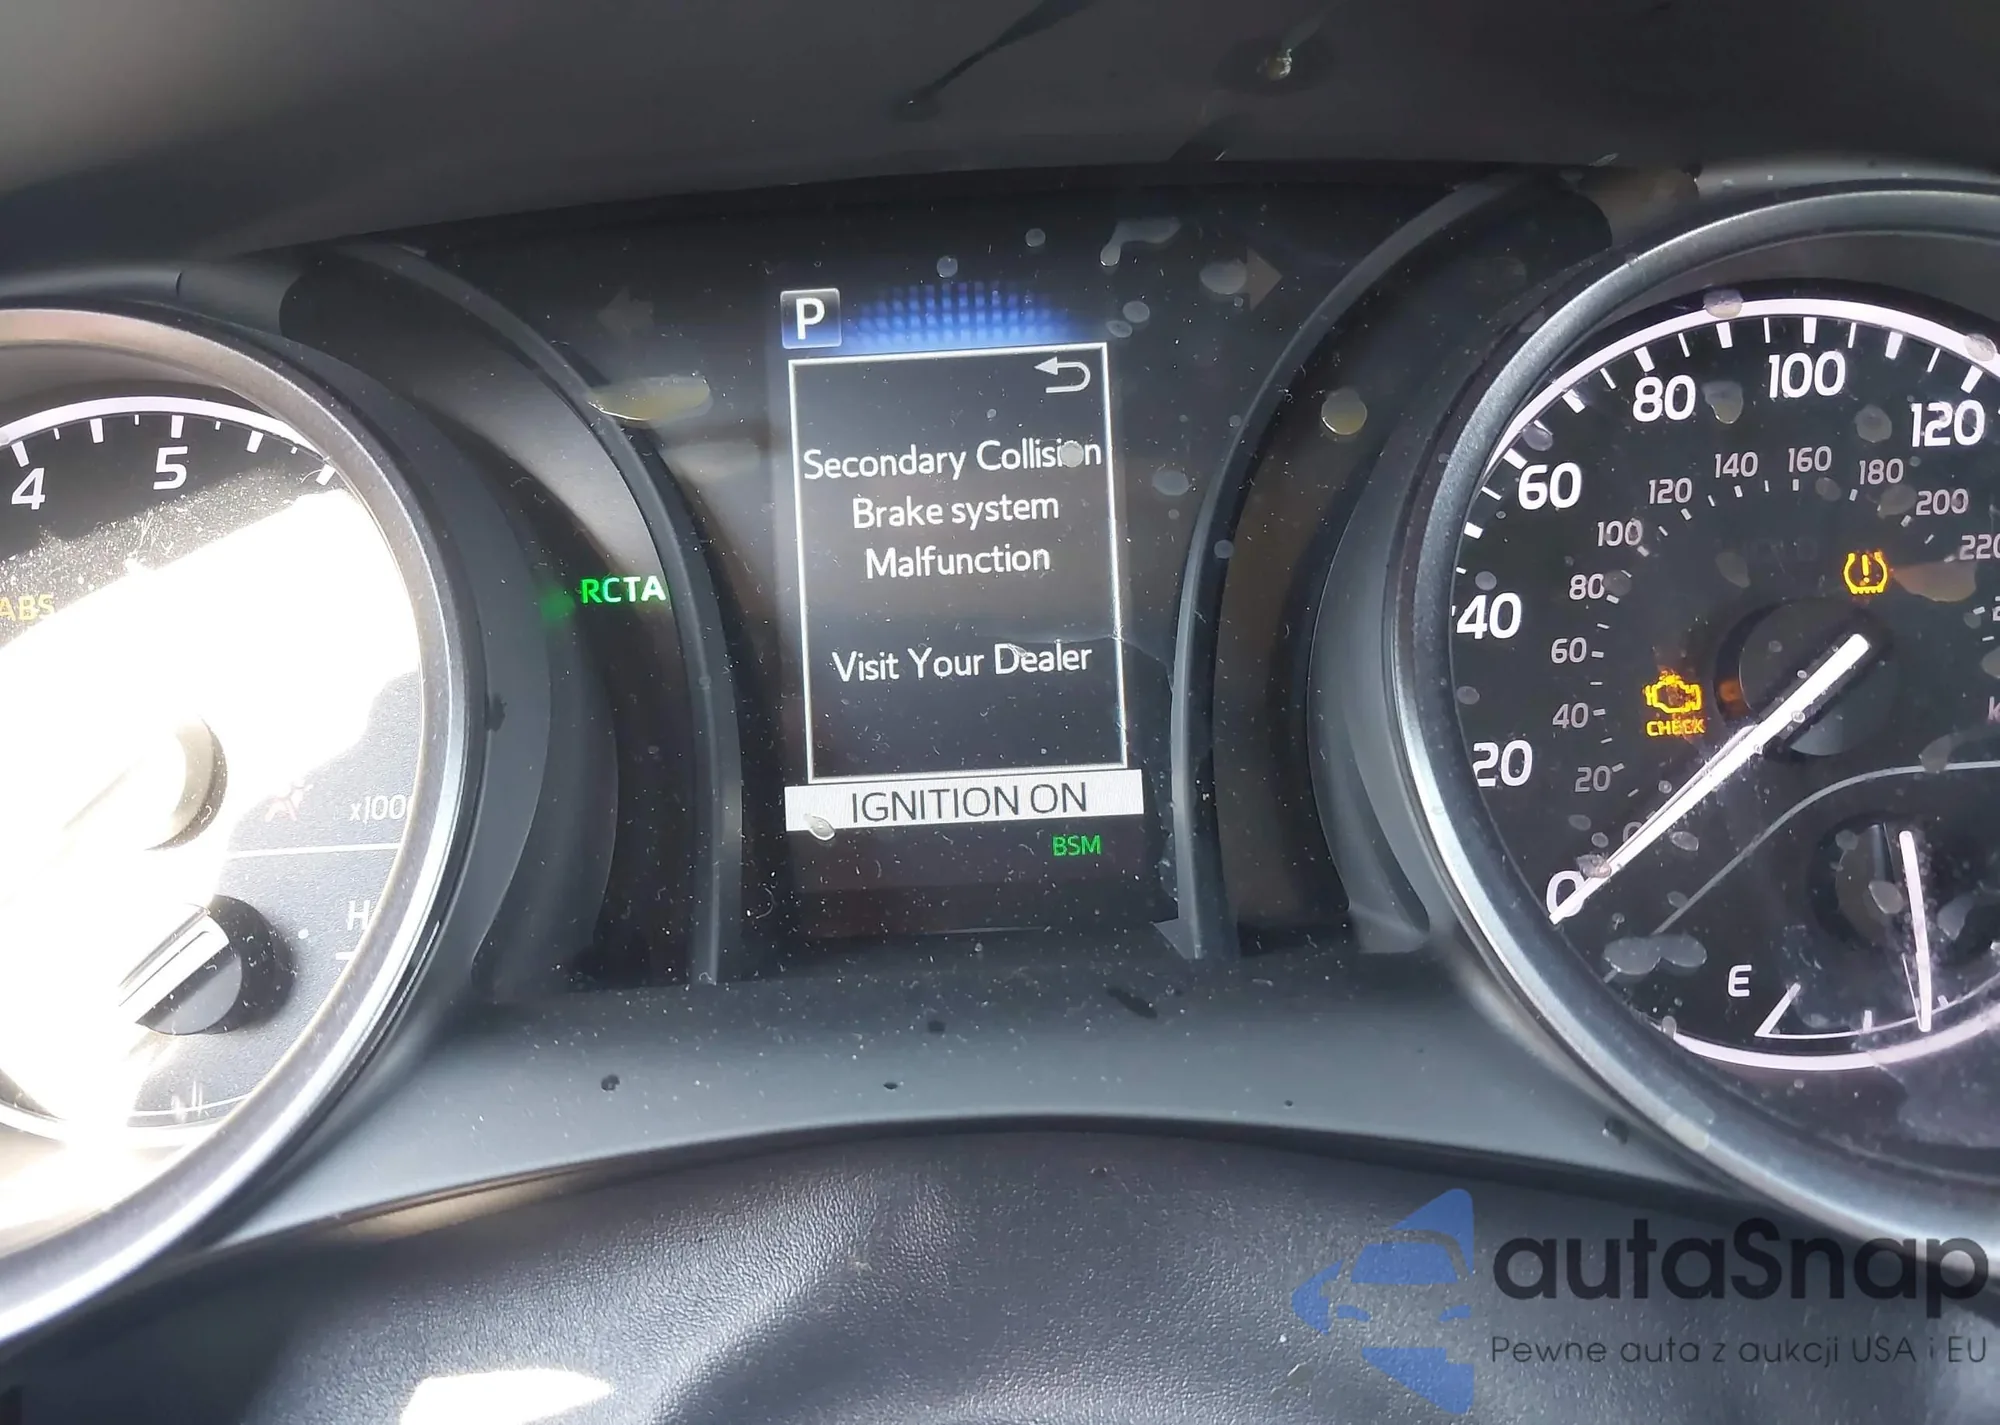 P
Secondary Collision
Brake system
Malfunction
Visit Your Dealer
IGNITION ON
BSM
RCTA
4
5
ABS
x100
H
0
20
40
60
80
100
120
20
40
60
80
100
120
140
160
180
200
220
CHECK
E
autaSnap
Pewne auta z aukcji USA i EU